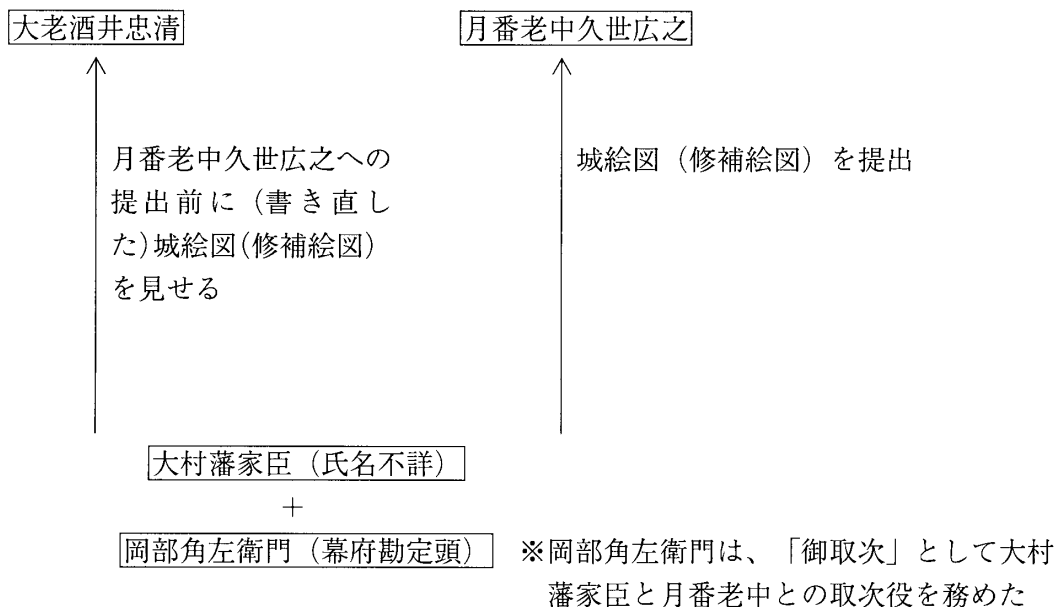 大老酒井忠清
月番老中久世広之
月番老中久世広之への
提出前に(書き直し
た)城絵図(修補絵図)
を見せる
城絵図(修補絵図)を提出
大村藩家臣(氏名不詳)
+
岡部角左衛門(幕府勘定頭)
※岡部角左衛門は、「御取次」として大村
藩家臣と月番老中との取次役を務めた